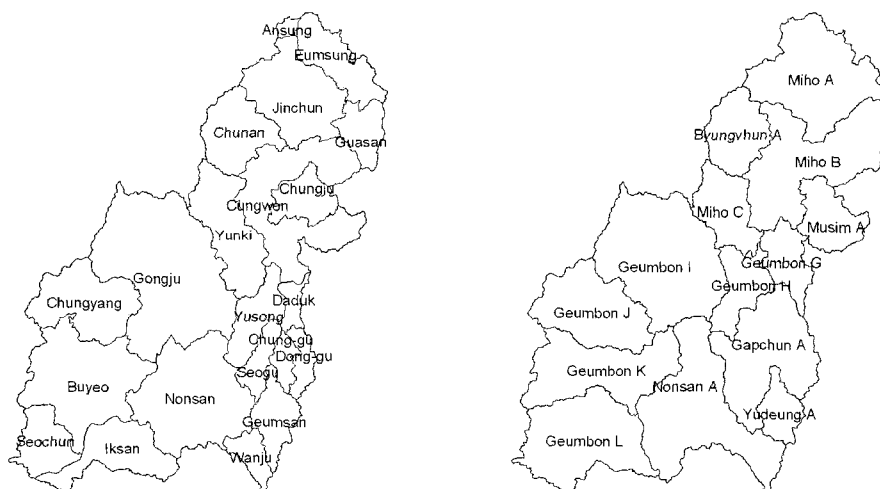 Ansung
Eumsung
Jinchun
Chunan
Guasan
Chungju
Cungwon
Yunki
Gongju
Chungyang
Daduk
Yusong
Chung-gu
Dong-gu
Seogu
Buyeo
Nonsan
Geumsan
Seochun
Iksan
Wanju
Miho A
Byungvhun A
Miho B
Miho C
Musim A
Geumbon I
Geumbon G
Geumbon H
Geumbon J
Gapchun A
Geumbon K
Nonsan A
Yudeung A
Geumbon L